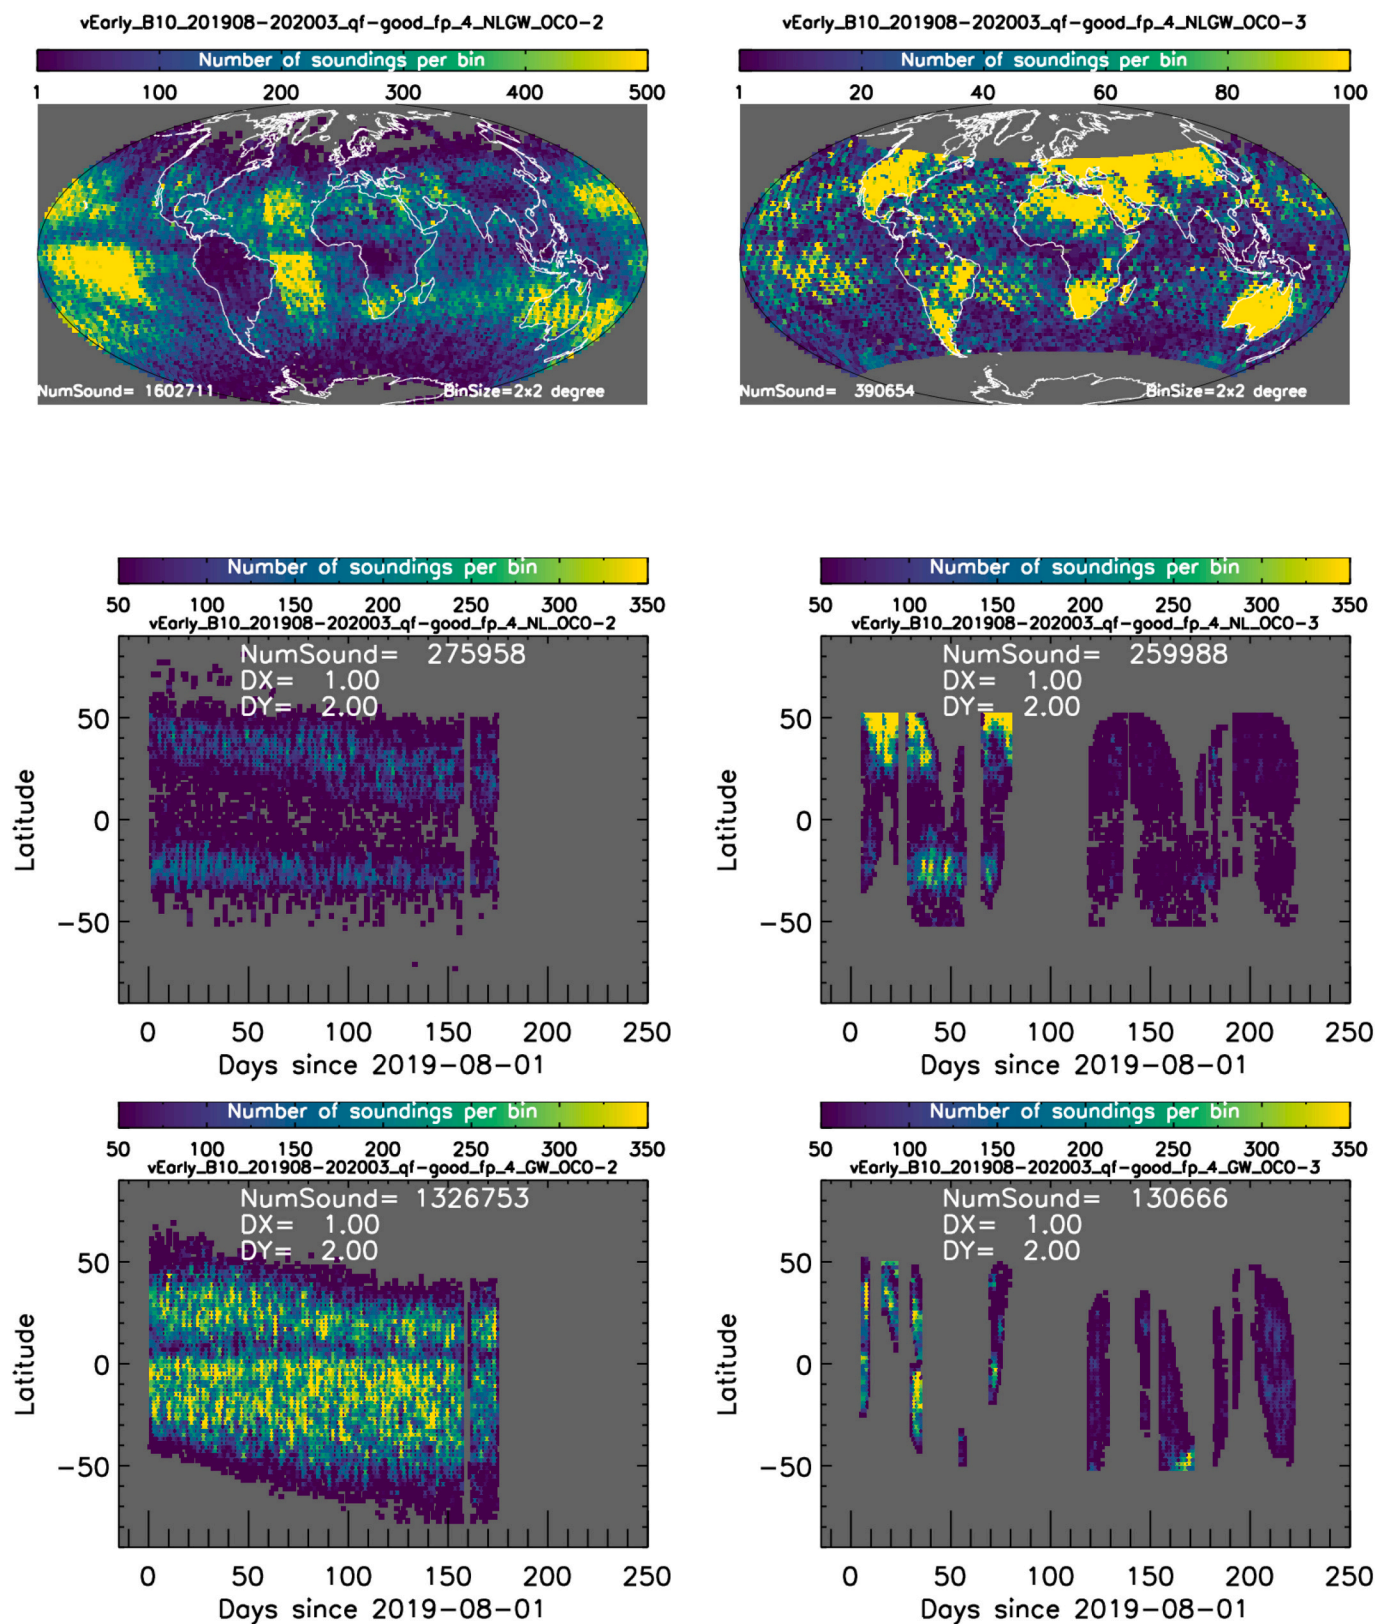 vEarly_B10_201908-202003_qf-good_fp_4_NLGW_OCO-2
Number of soundings per bin
1 100 200 300 400 500
NumSound= 1602711 BinSize=2x2 degree
vEarly_B10_201908-202003_qf-good_fp_4_NLGW_OCO-3
Number of soundings per bin
1 20 40 60 80 100
NumSound= 390654 BinSize=2x2 degree
Number of soundings per bin
50 100 150 200 250 300 350
vEarly_B10_201908-202003_qf-good_fp_4_NL_OCO-2
NumSound= 275958
DX= 1.00
DY= 2.00
50
0
-50
Latitude
0 50 100 150 200 250
Days since 2019-08-01
Number of soundings per bin
50 100 150 200 250 300 350
vEarly_B10_201908-202003_qf-good_fp_4_NL_OCO-3
NumSound= 259988
DX= 1.00
DY= 2.00
50
0
-50
Latitude
0 50 100 150 200 250
Days since 2019-08-01
Number of soundings per bin
50 100 150 200 250 300 350
vEarly_B10_201908-202003_qf-good_fp_4_GW_OCO-2
NumSound= 1326753
DX= 1.00
DY= 2.00
50
0
-50
Latitude
0 50 100 150 200 250
Days since 2019-08-01
Number of soundings per bin
50 100 150 200 250 300 350
vEarly_B10_201908-202003_qf-good_fp_4_GW_OCO-3
NumSound= 130666
DX= 1.00
DY= 2.00
50
0
-50
Latitude
0 50 100 150 200 250
Days since 2019-08-01